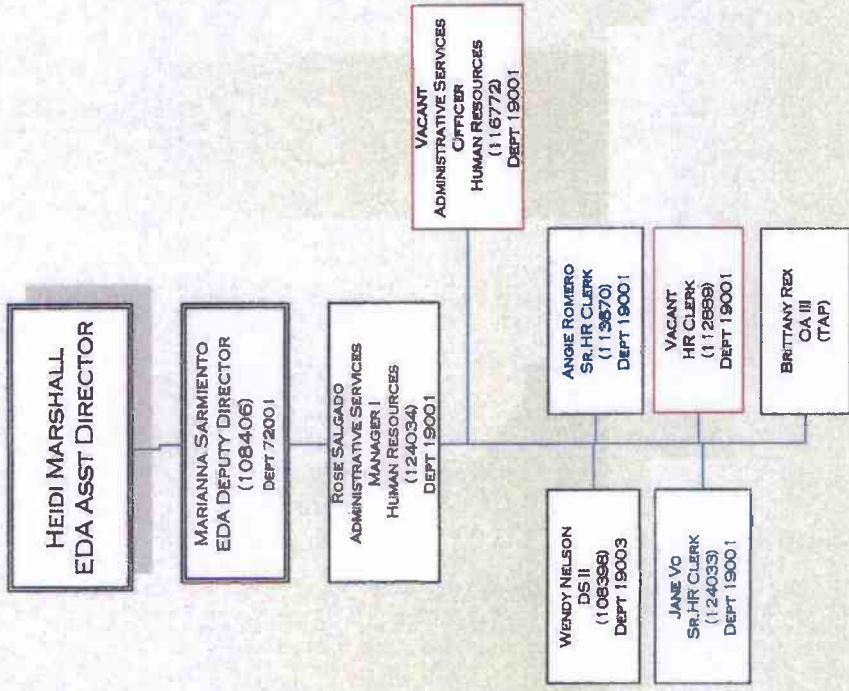 HEIDI MARSHALL
EDA ASST DIRECTOR
MARIANNA SARMIENTO
EDA DEPUTY DIRECTOR
(108406)
DEPT 72001
ROSE SALGADO
ADMINISTRATIVE SERVICES
MANAGER I
HUMAN RESOURCES
(124034)
DEPT 19001
VACANT
ADMINISTRATIVE SERVICES
OFFICER
HUMAN RESOURCES
(116772)
DEPT 19001
WENDY NELSON
DS II
(108398)
DEPT 19003
ANGIE ROMERO
SR.HR CLERK
(113670)
DEPT 19001
JANE VO
SR.HR CLERK
(124033)
DEPT 19001
VACANT
HR CLERK
(112889)
DEPT 19001
BRITTANY REX
OA III
(TAP)